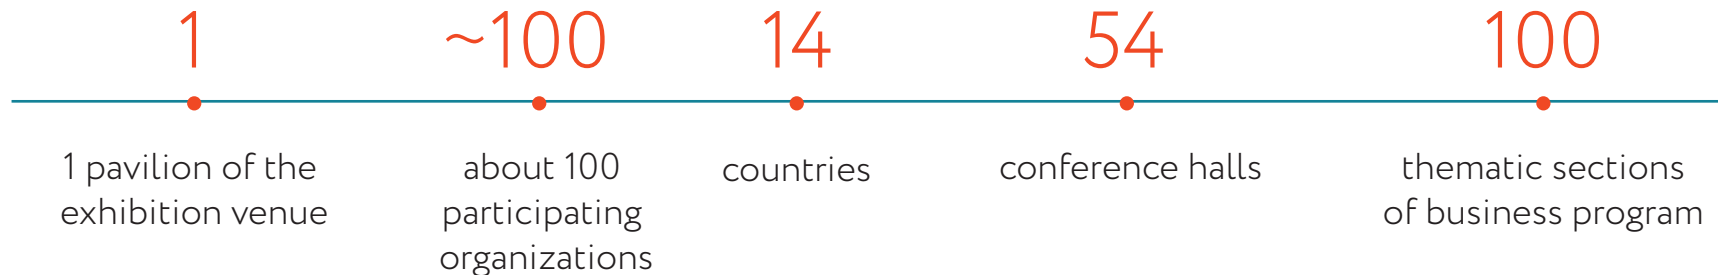 1
~100
14
54
100
1 pavilion of the
exhibition venue
about 100
participating
organizations
countries
conference halls
thematic sections
of business program